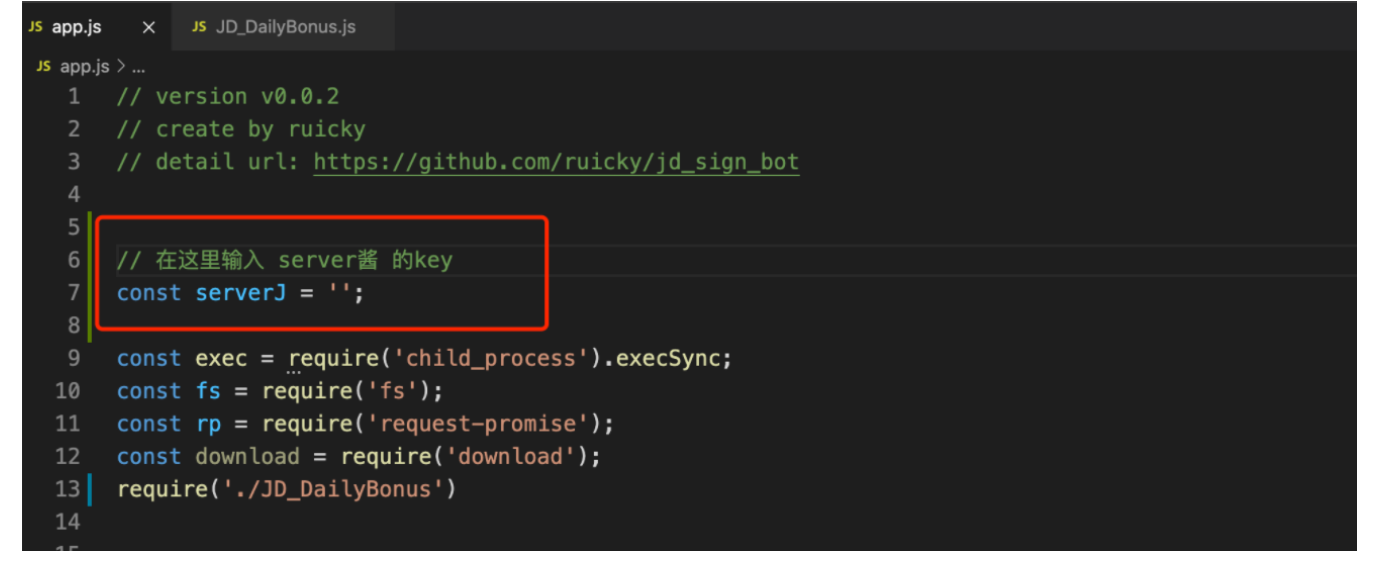 JS app.js × JS JD_DailyBonus.js
JS app.js > ...
1 // version v0.0.2
2 // create by ruicky
3 // detail url: https://github.com/ruicky/jd_sign_bot
4
5
6 // 在这里输入 server酱 的key
7 const serverJ = '';
8
9 const exec = require('child_process').execSync;
10 const fs = require('fs');
11 const rp = require('request-promise');
12 const download = require('download');
13 require('./JD_DailyBonus')
14